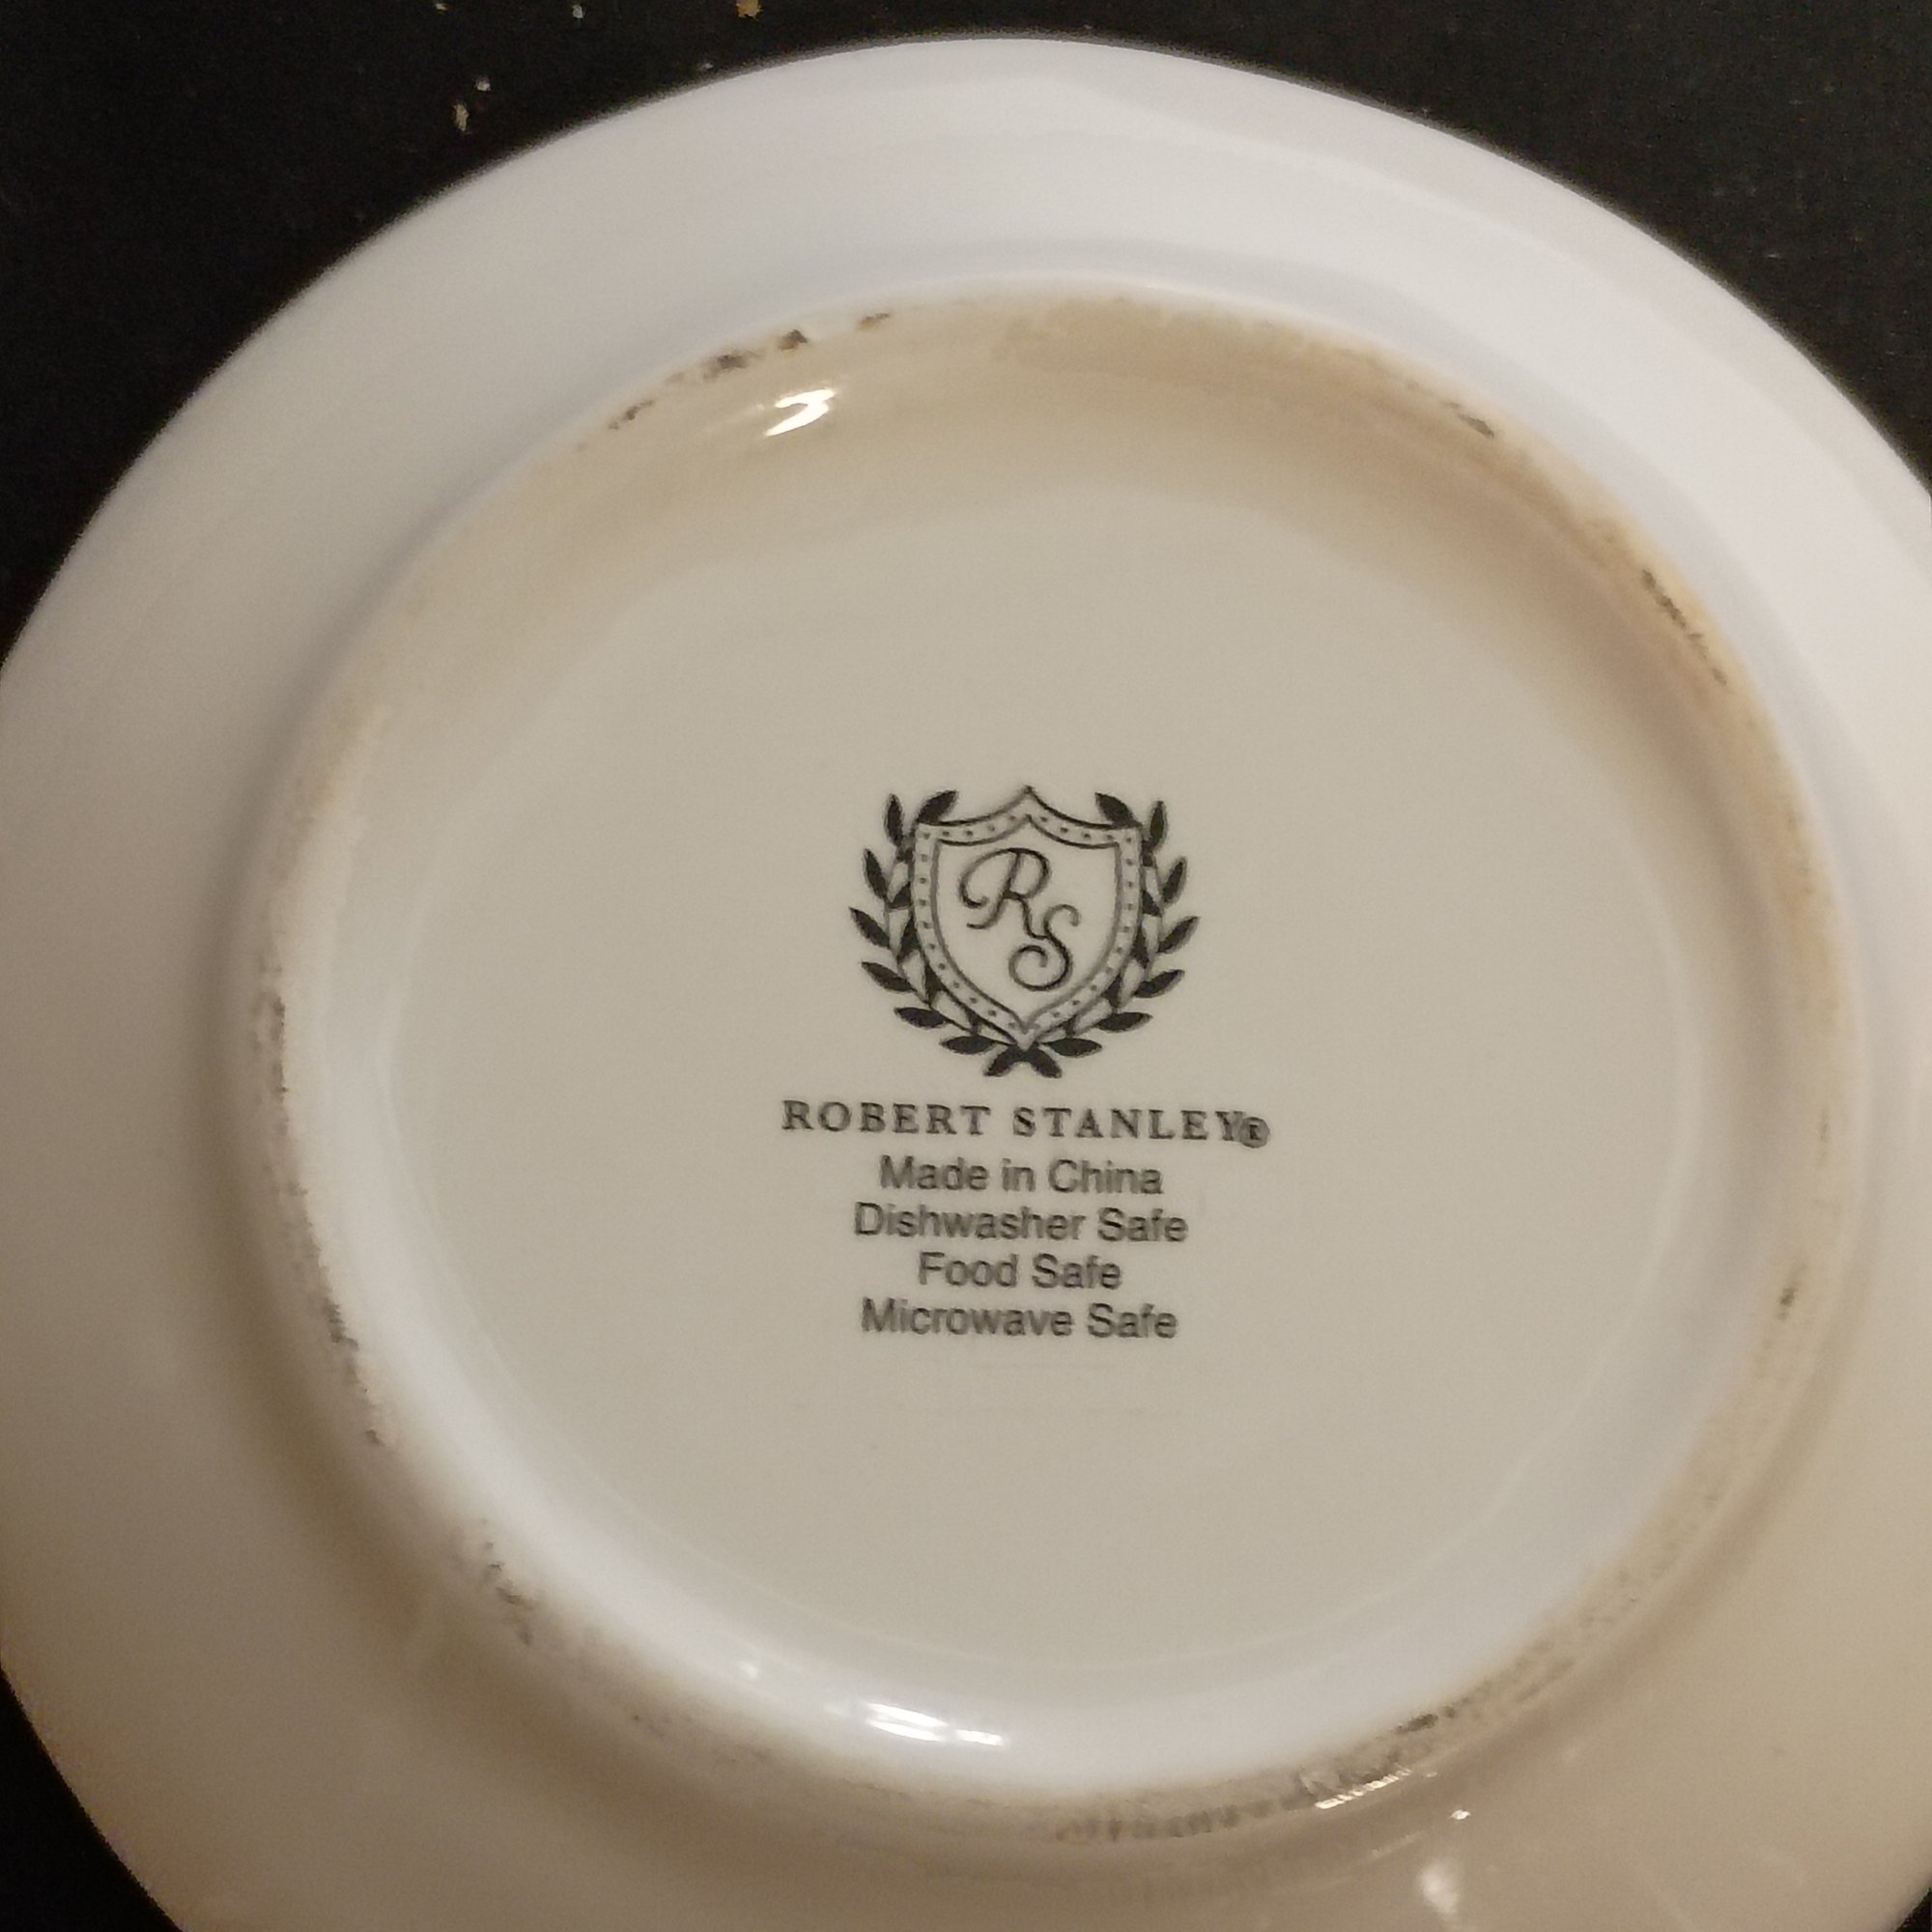 RS
ROBERT STANLEY®
Made in China
Dishwasher Safe
Food Safe
Microwave Safe